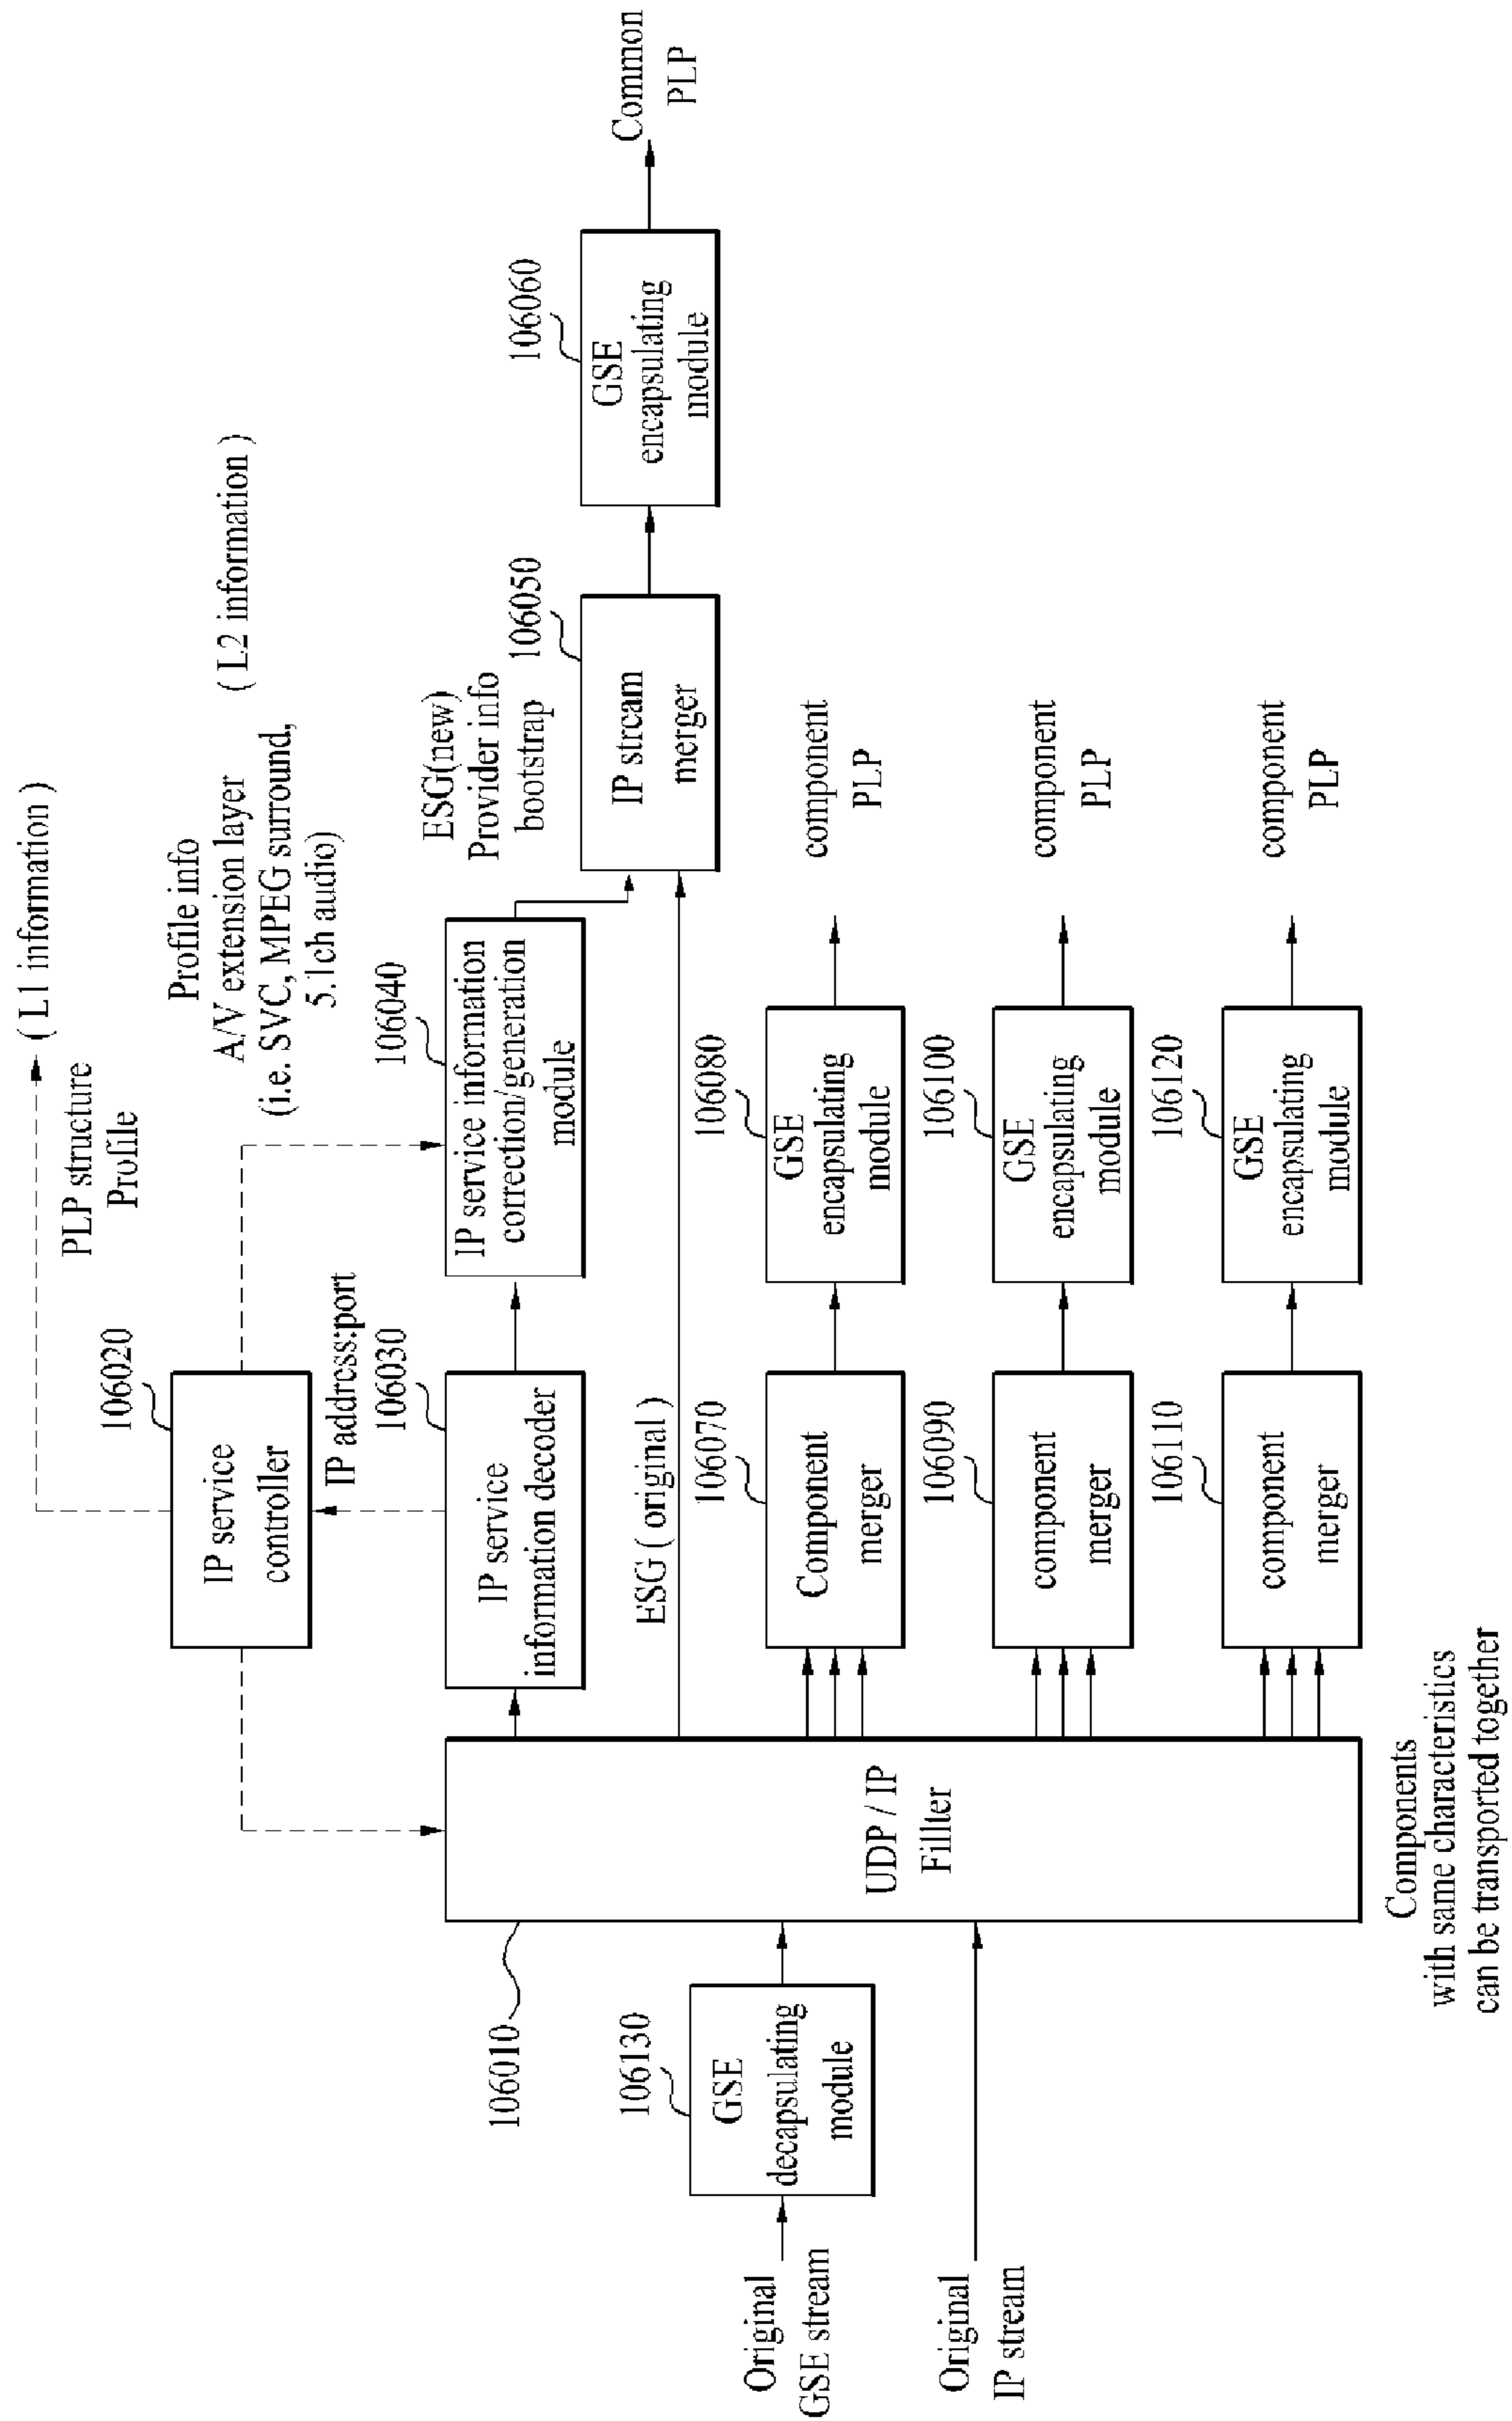 ( L1 information )
PLP structure
Profile
Profile info
A/V extension layer
(i.e. SVC, MPEG surround,
5.1ch audio)
( L2 information )
106020
IP service
controller
IP address:port
106030
IP service
information decoder
106040
IP service information
correction/generation
module
ESG(new)
Provider info
bootstrap
106050
IP stream
merger
106060
GSE
encapsulating
module
Common
PLP
ESG ( original )
Original
GSE stream
106130
GSE
decapsulating
module
Original
IP stream
106010
UDP / IP
Fillter
106070
Component
merger
106080
GSE
encapsulating
module
component
PLP
106090
component
merger
106100
GSE
encapsulating
module
component
PLP
106110
component
merger
106120
GSE
encapsulating
module
component
PLP
Components
with same characteristics
can be transported together